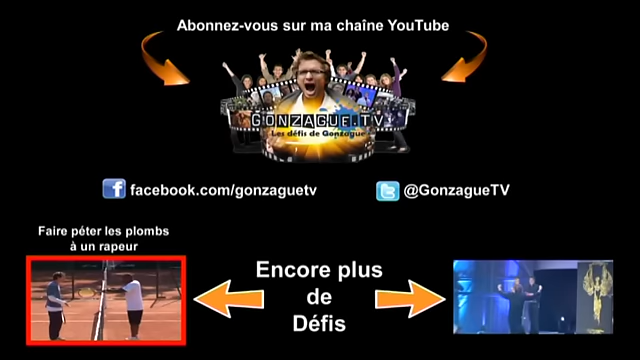 Abonnez-vous sur ma chaîne YouTube
GONZAGUE.TV
Les défis de Gonzague
facebook.com/gonzaguetv
@GonzagueTV
Faire péter les plombs
à un rapeur
Encore plus
de
Défis